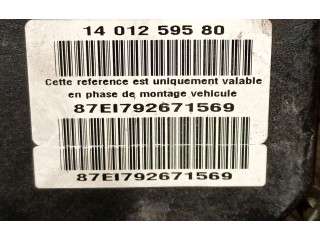 14 012 595 80
Cette reference est uniquement valable
en phase de montage vehicule
87EI792671569
87EI792671569